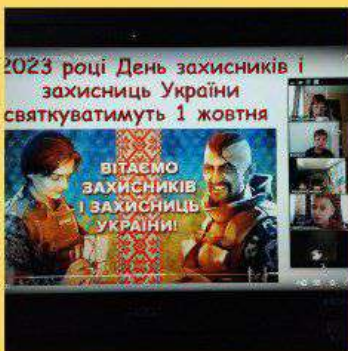 2023 році День захисників і
захисниць України
святкуватимуть 1 жовтня
ВІТАЄМО
ЗАХИСНИКІВ
І ЗАХИСНИЦЬ
УКРАЇНИ!